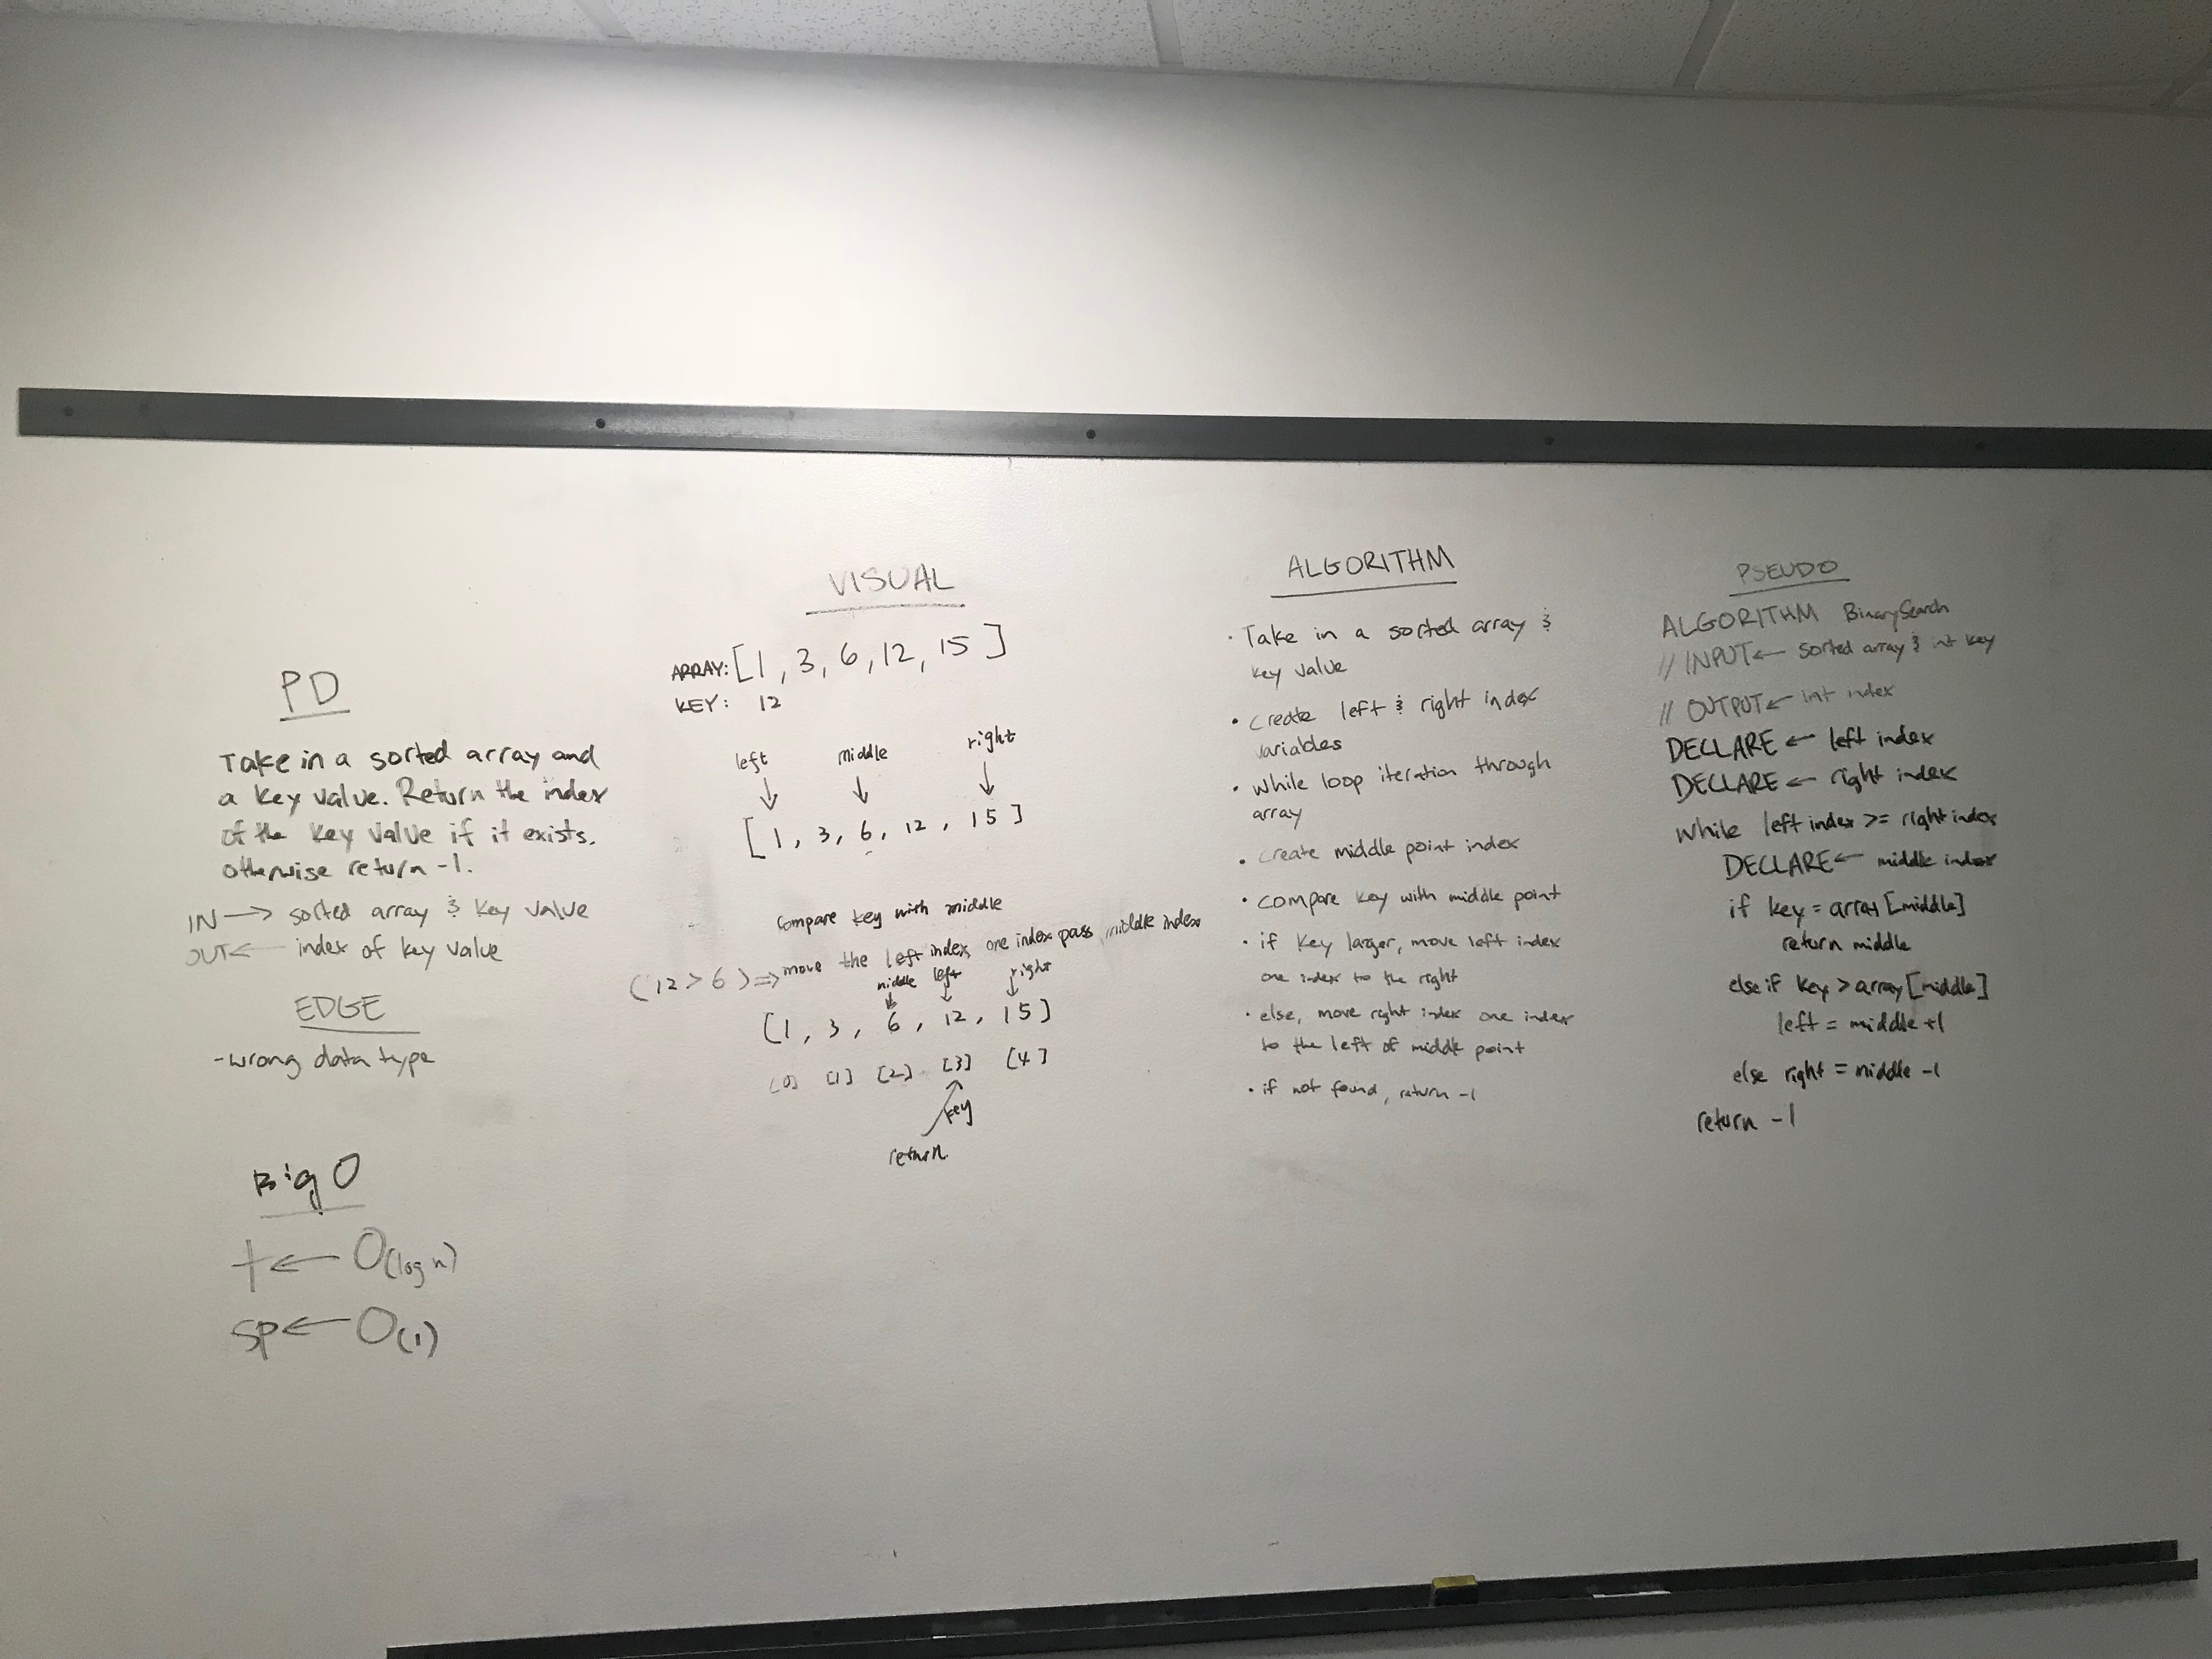 PD
Take in a sorted array and
a key value. Return the index
of the key value if it exists.
otherwise return -1.
IN → sorted array & key value
OUT ← index of key value
EDGE
-wrong data type
Big O
t ← O(log n)
sp ← O(1)
VISUAL
ARRAY: [1, 3, 6, 12, 15]
KEY: 12
left middle right
[1, 3, 6, 12, 15]
compare key with middle
(12 > 6) ⇒ move the left index, one index pass middle index
middle left right
[1, 3, 6, 12, 15]
[0] [1] [2] [3] [4]
key
return
ALGORITHM
· Take in a sorted array &
key value
· create left & right index
variables
· while loop iteration through
array
· create middle point index
· compare key with middle point
· if key larger, move left index
one index to the right
· else, move right index one index
to the left of middle point
· if not found, return -1
PSEUDO
ALGORITHM BinarySearch
// INPUT ← sorted array & int key
// OUTPUT ← int index
DECLARE ← left index
DECLARE ← right index
while left index >= right index
DECLARE ← middle index
if key = array[middle]
return middle
else if key > array[middle]
left = middle +1
else right = middle -1
return -1